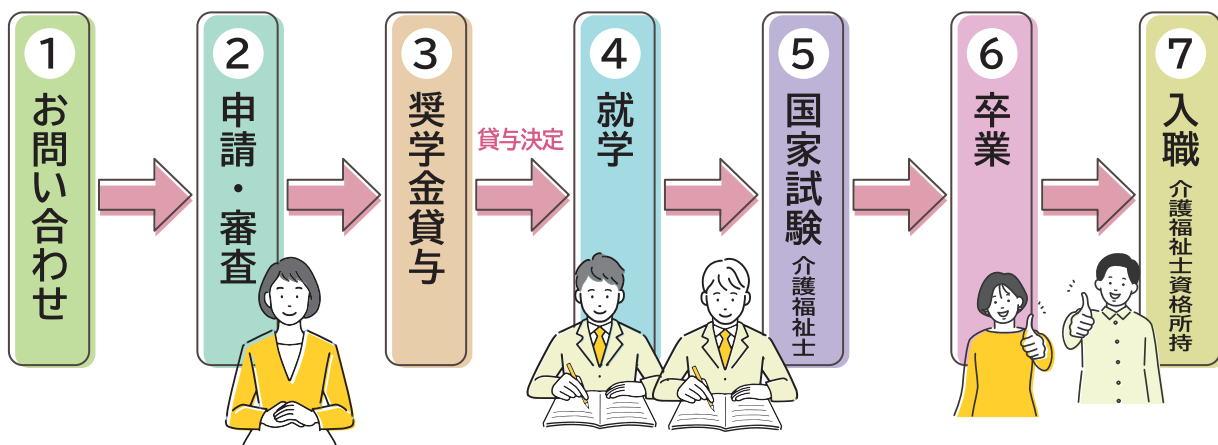 1
お問い合わせ
2
申請・審査
3
奨学金貸与
貸与決定
4
就学
5
国家試験 介護福祉士
6
卒業
7
入職 介護福祉士資格所持